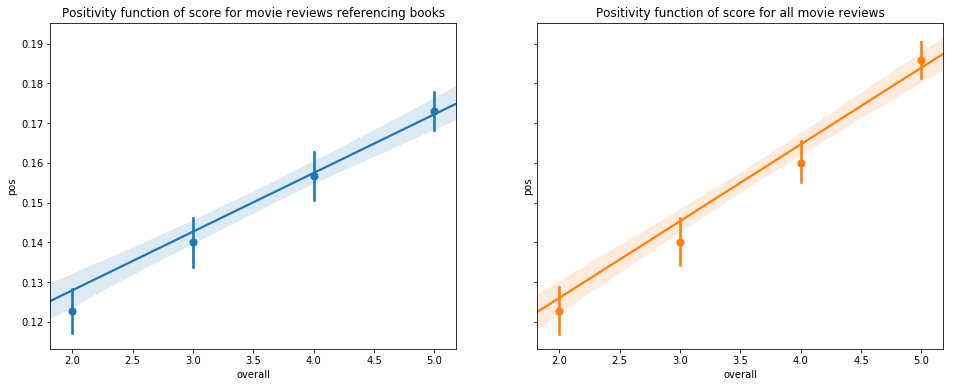 Positivity function of score for movie reviews referencing books
Positivity function of score for all movie reviews
pos
0.19
0.18
0.17
0.16
0.15
0.14
0.13
0.12
2.0 2.5 3.0 3.5 4.0 4.5 5.0
overall
pos
2.0 2.5 3.0 3.5 4.0 4.5 5.0
overall